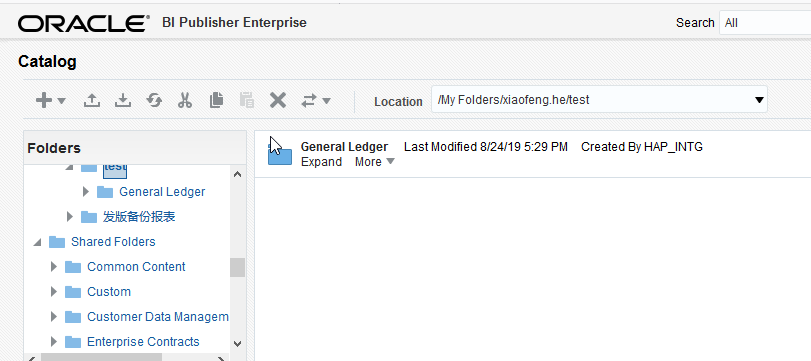 ORACLE® BI Publisher Enterprise
Search All
Catalog
Location /My Folders/xiaofeng.he/test
Folders
test
General Ledger
发版备份报表
Shared Folders
Common Content
Custom
Customer Data Managem
Enterprise Contracts
General Ledger Last Modified 8/24/19 5:29 PM Created By HAP_INTG
Expand More